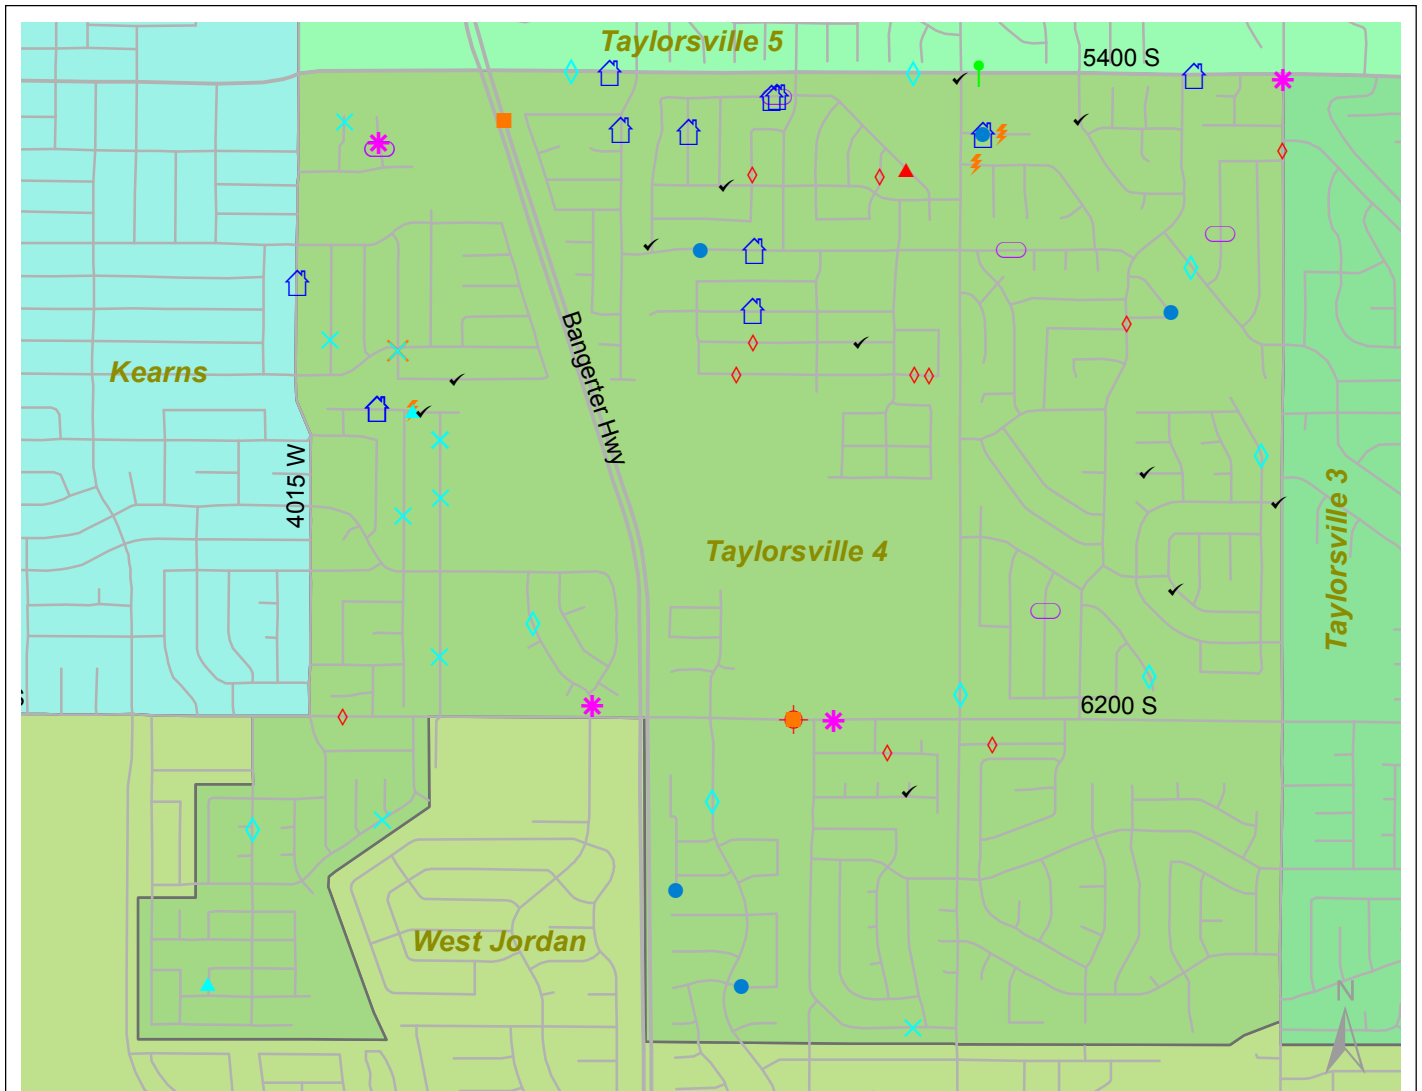 Taylorsville 5
5400 S
Bangerter Hwy
Kearns
4015 W
Taylorsville 4
Taylorsville 3
6200 S
West Jordan
N